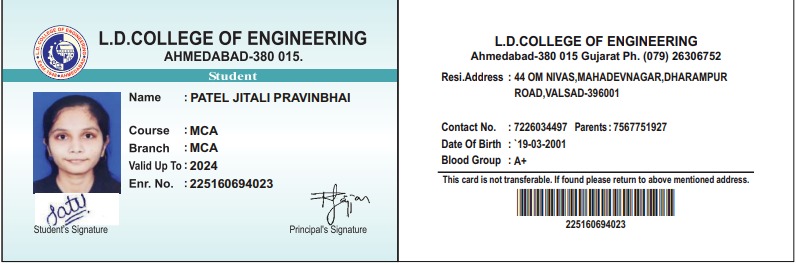 L.D.COLLEGE OF ENGINEERING
AHMEDABAD-380 015.
Student
Name : PATEL JITALI PRAVINBHAI
Course : MCA
Branch : MCA
Valid Up To : 2024
Enr. No. : 225160694023
Student's Signature
Principal's Signature
L.D.COLLEGE OF ENGINEERING
Ahmedabad-380 015 Gujarat Ph. (079) 26306752
Resi.Address : 44 OM NIVAS,MAHADEVNAGAR,DHARAMPUR
ROAD,VALSAD-396001
Contact No. : 7226034497 Parents : 7567751927
Date Of Birth : `19-03-2001
Blood Group : A+
This card is not transferable. If found please return to above mentioned address.
225160694023